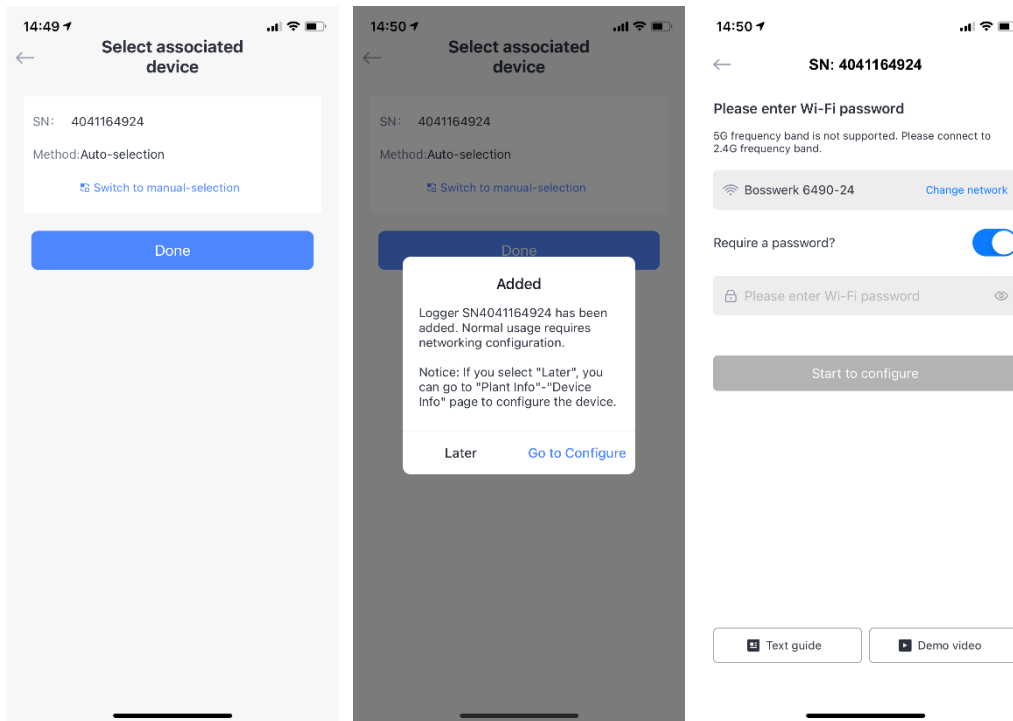 14:49
Select associated
device
SN: 4041164924
Method:Auto-selection
Switch to manual-selection
Done
14:50
Select associated
device
SN: 4041164924
Method:Auto-selection
Switch to manual-selection
Done
Added
Logger SN4041164924 has been
added. Normal usage requires
networking configuration.
Notice: If you select "Later", you
can go to "Plant Info"-"Device
Info" page to configure the device.
Later
Go to Configure
14:50
SN: 4041164924
Please enter Wi-Fi password
5G frequency band is not supported. Please connect to
2.4G frequency band.
Bosswerk 6490-24
Change network
Require a password?
Please enter Wi-Fi password
Start to configure
Text guide
Demo video